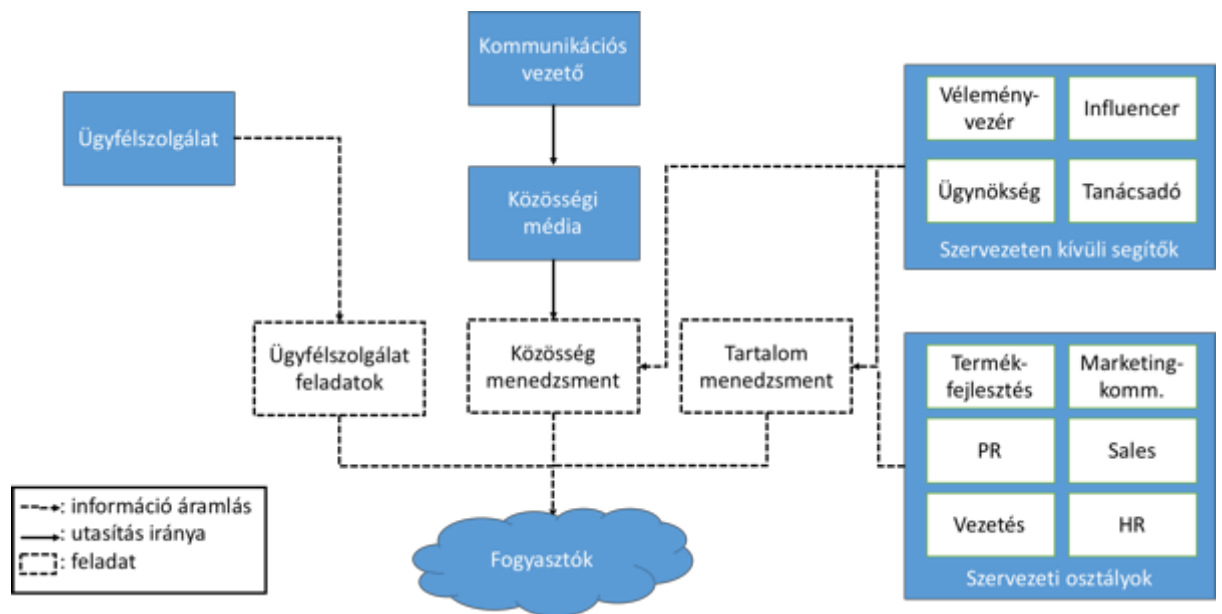 Kommunikációs
vezető
Ügyfélszolgálat
Közösségi
média
Vélemény-
vezér
Influencer
Ügynökség
Tanácsadó
Szervezeten kívüli segítők
Ügyfélszolgálat
feladatok
Közösség
menedzsment
Tartalom
menedzsment
Termék-
fejlesztés
Marketing-
komm.
PR
Sales
Vezetés
HR
Szervezeti osztályok
: információ áramlás
: utasítás iránya
: feladat
Fogyasztók